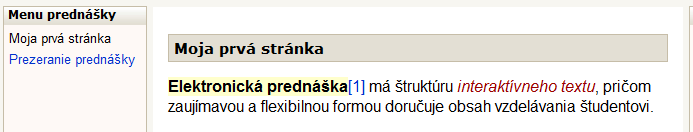 Menu prednášky
Moja prvá stránka
Prezeranie prednášky
Moja prvá stránka
Elektronická prednáška[1] má štruktúru interaktívneho textu, pričom
zaujímavou a flexibilnou formou doručuje obsah vzdelávania študentovi.